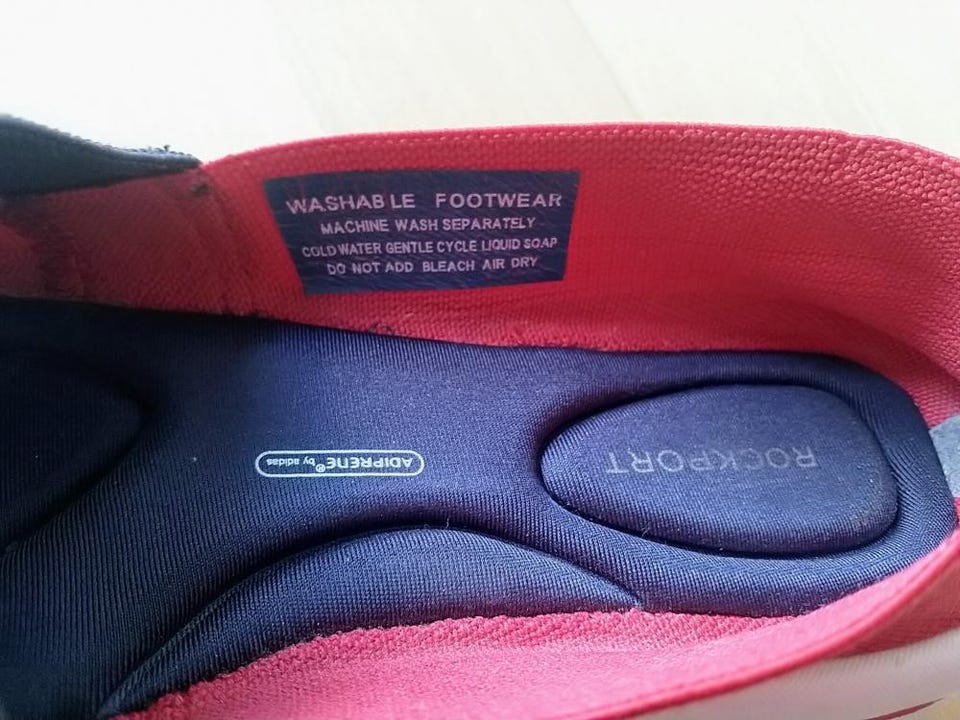 WASHABLE FOOTWEAR
MACHINE WASH SEPARATELY
COLD WATER GENTLE CYCLE LIQUID SOAP
DO NOT ADD BLEACH AIR DRY
ADIPRENE® by adidas
ROCKPORT